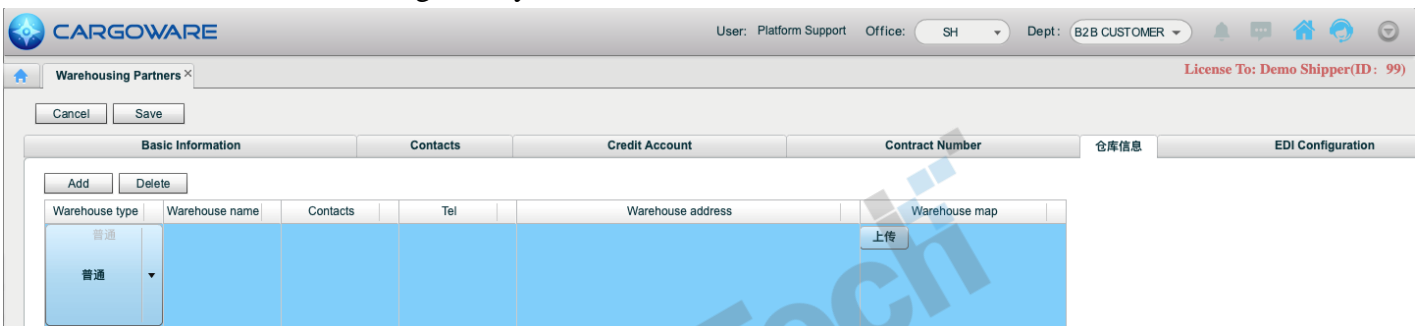 CARGOWARE User: Platform Support Office: SH Dept: B2B CUSTOMER
Warehousing Partners × License To: Demo Shipper(ID: 99)
Cancel Save
Basic Information Contacts Credit Account Contract Number 仓库信息 EDI Configuration
Add Delete
Warehouse type Warehouse name Contacts Tel Warehouse address Warehouse map
普通 上传
普通